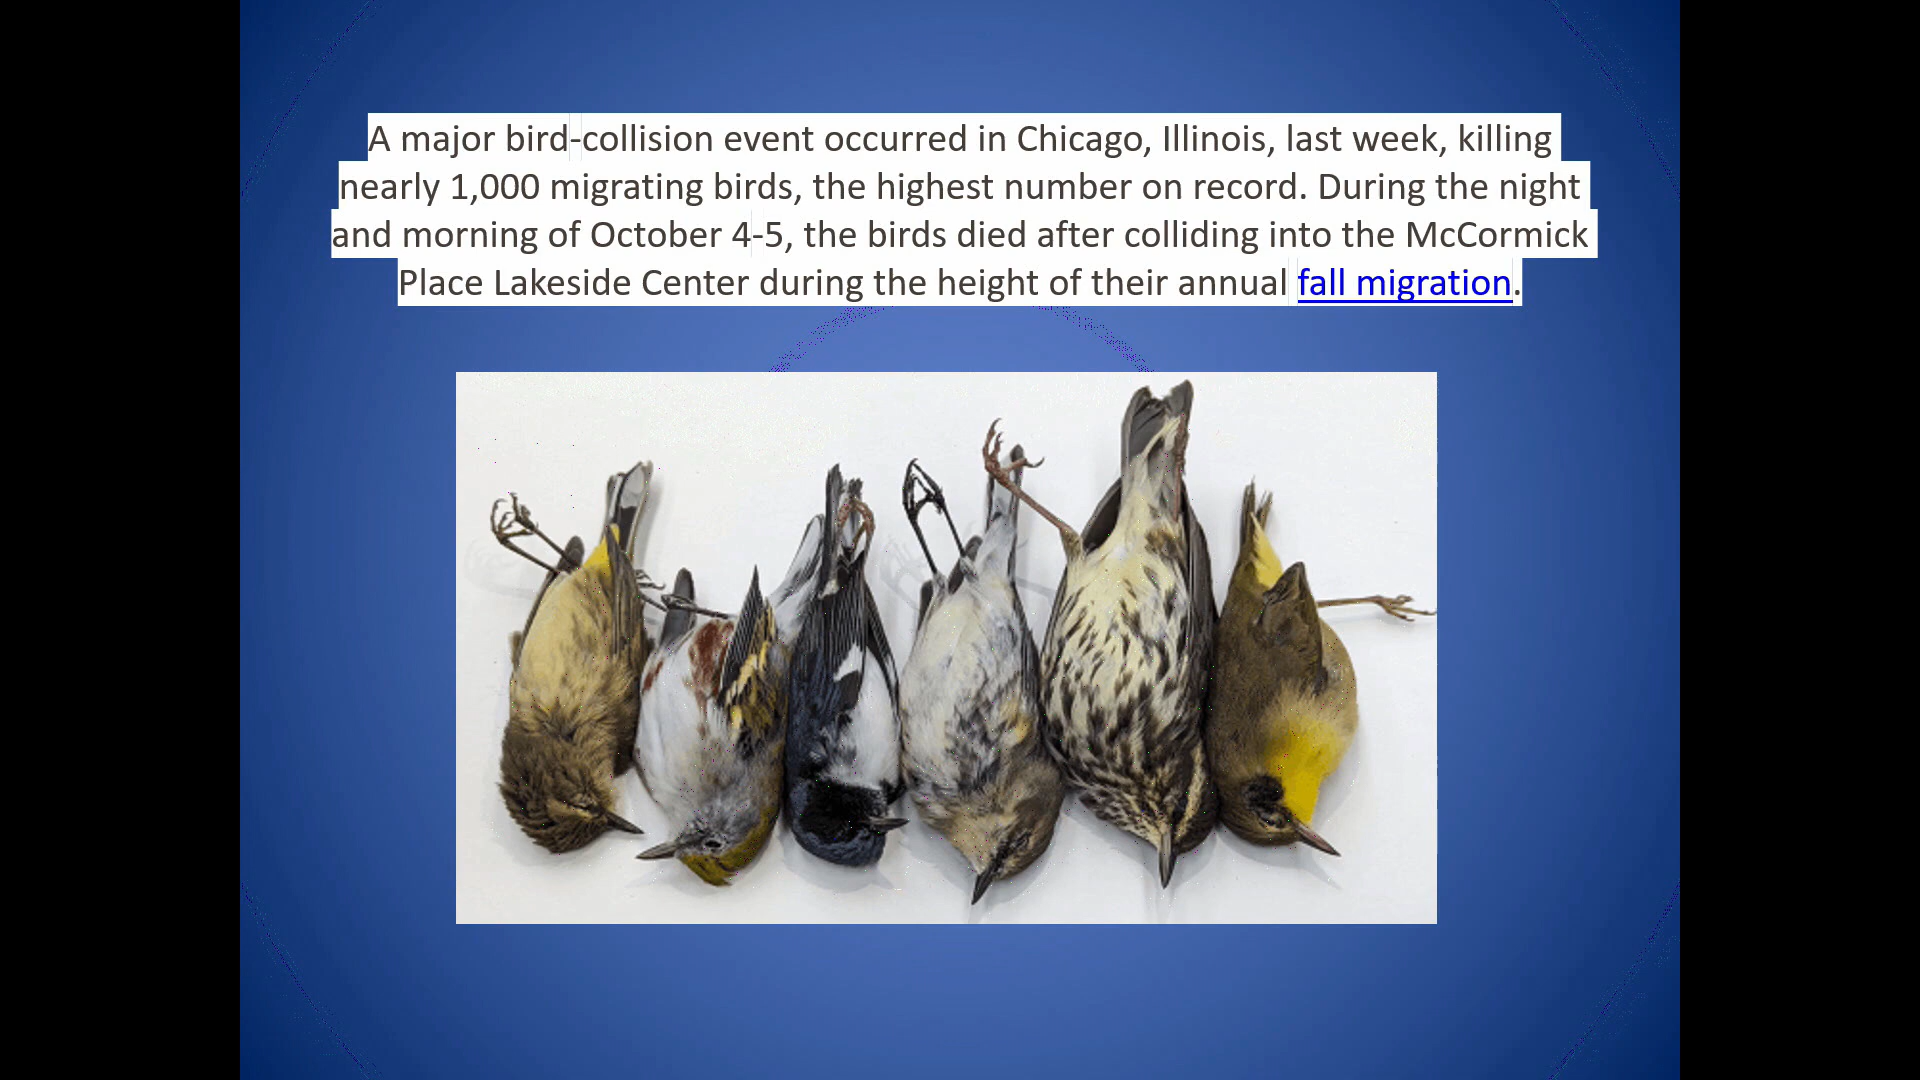 A major bird-collision event occurred in Chicago, Illinois, last week, killing
nearly 1,000 migrating birds, the highest number on record. During the night
and morning of October 4-5, the birds died after colliding into the McCormick
Place Lakeside Center during the height of their annual fall migration.